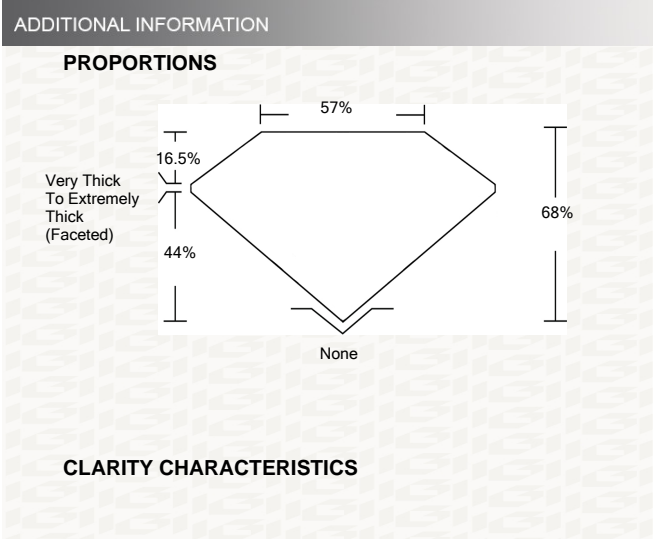 ADDITIONAL INFORMATION
PROPORTIONS
57%
16.5%
Very Thick
To Extremely
Thick
(Faceted)
68%
44%
None
CLARITY CHARACTERISTICS